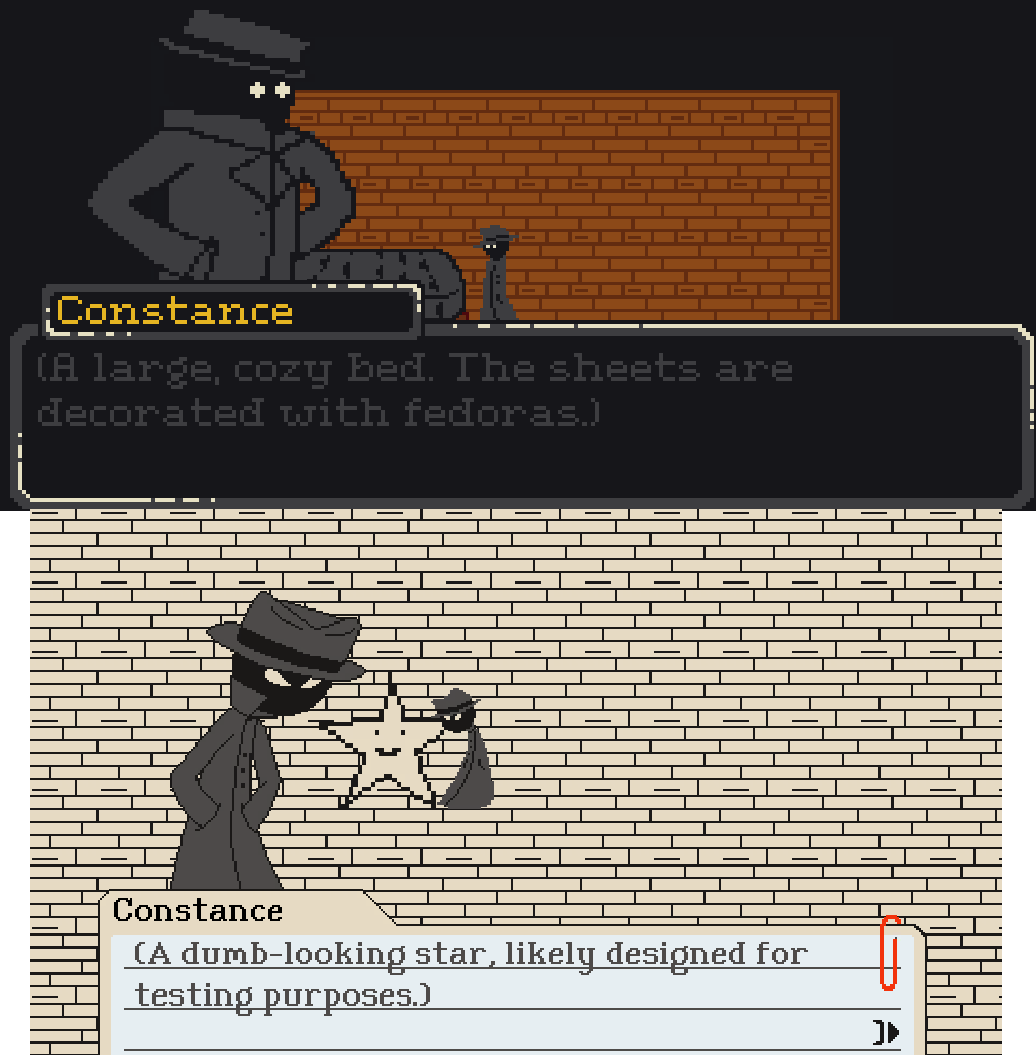 Constance
(A large, cozy bed. The sheets are
decorated with fedoras.)
Constance
(A dumb-looking star, likely designed for
testing purposes.)